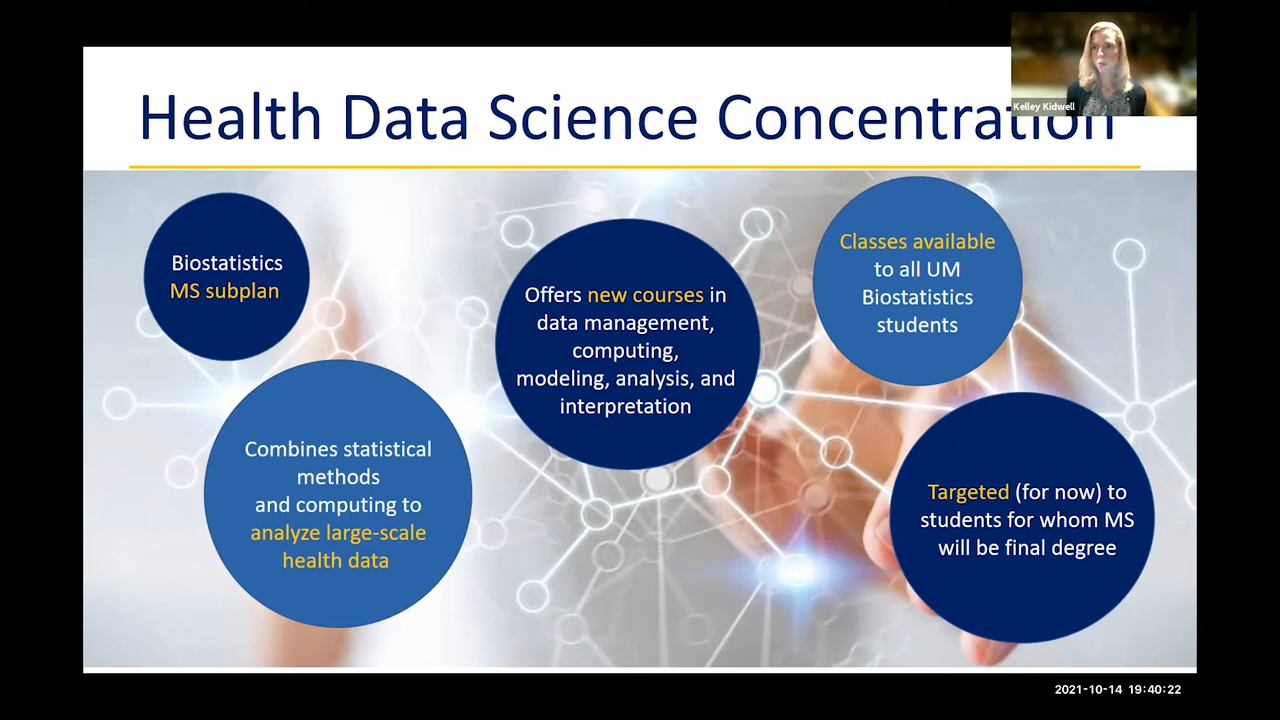 Health Data Science Concentration
Kelley Kidwell
Biostatistics
MS subplan
Combines statistical
methods
and computing to
analyze large-scale
health data
Offers new courses in
data management,
computing,
modeling, analysis, and
interpretation
Classes available
to all UM
Biostatistics
students
Targeted (for now) to
students for whom MS
will be final degree
2021-10-14 19:40:22